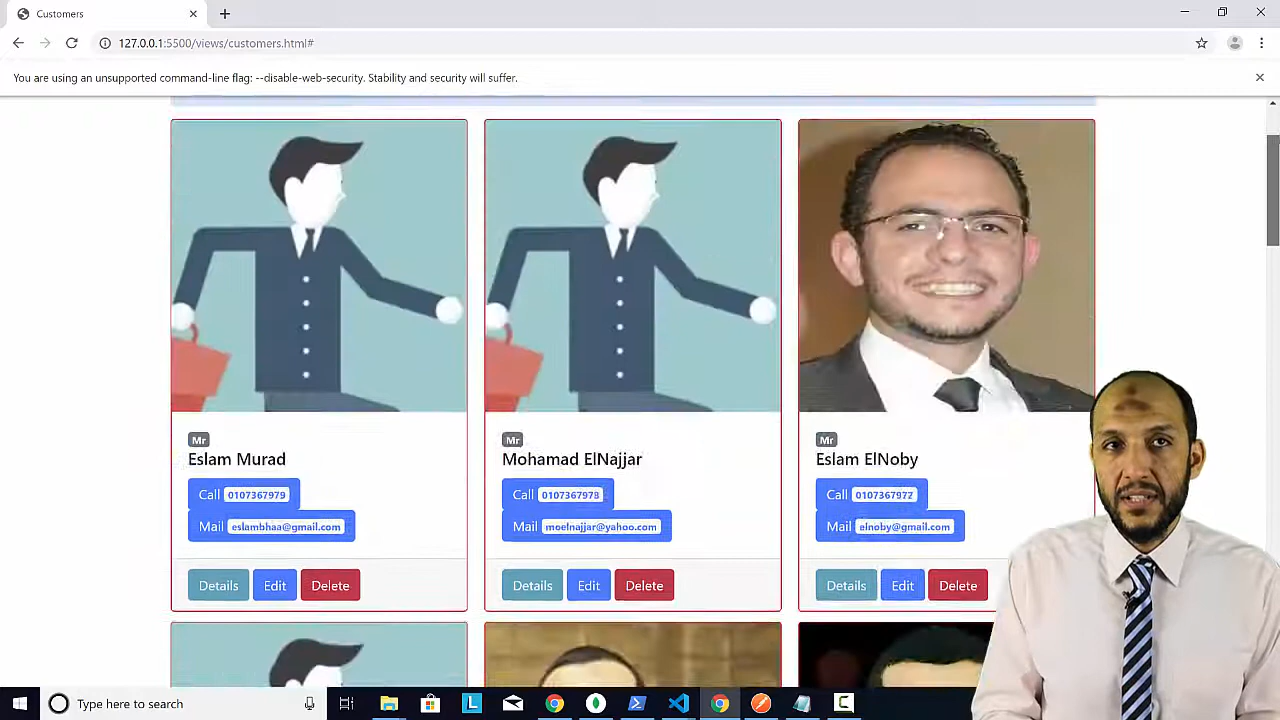 Customers
127.0.0.1:5500/views/customers.html#
You are using an unsupported command-line flag: --disable-web-security. Stability and security will suffer.
Mr
Eslam Murad
Call 0107367979
Mail eslambhaa@gmail.com
Details Edit Delete
Mr
Mohamad ElNajjar
Call 0107367978
Mail moelnajjar@yahoo.com
Details Edit Delete
Mr
Eslam ElNoby
Call 0107367972
Mail elnoby@gmail.com
Details Edit Delete
Type here to search